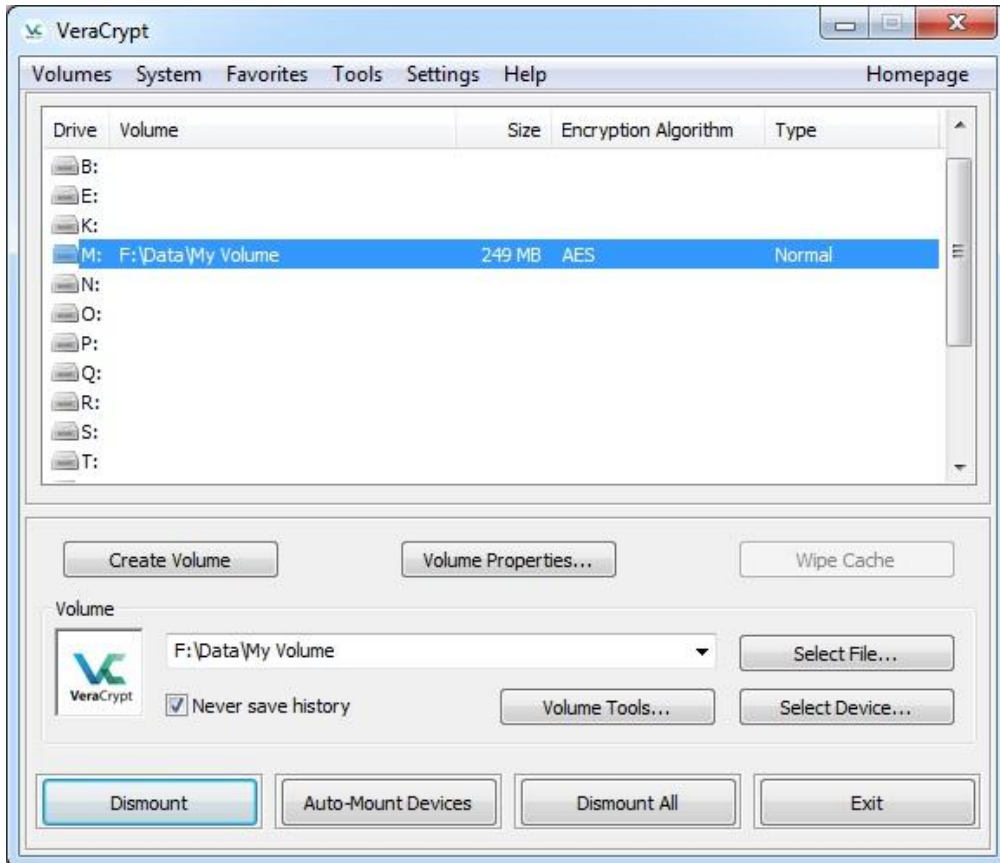 VeraCrypt
Volumes System Favorites Tools Settings Help Homepage
Drive Volume Size Encryption Algorithm Type
B:
E:
K:
M: F:\Data\My Volume 249 MB AES Normal
N:
O:
P:
Q:
R:
S:
T:
Create Volume Volume Properties... Wipe Cache
Volume
VeraCrypt
F:\Data\My Volume Select File...
Never save history Volume Tools... Select Device...
Dismount Auto-Mount Devices Dismount All Exit